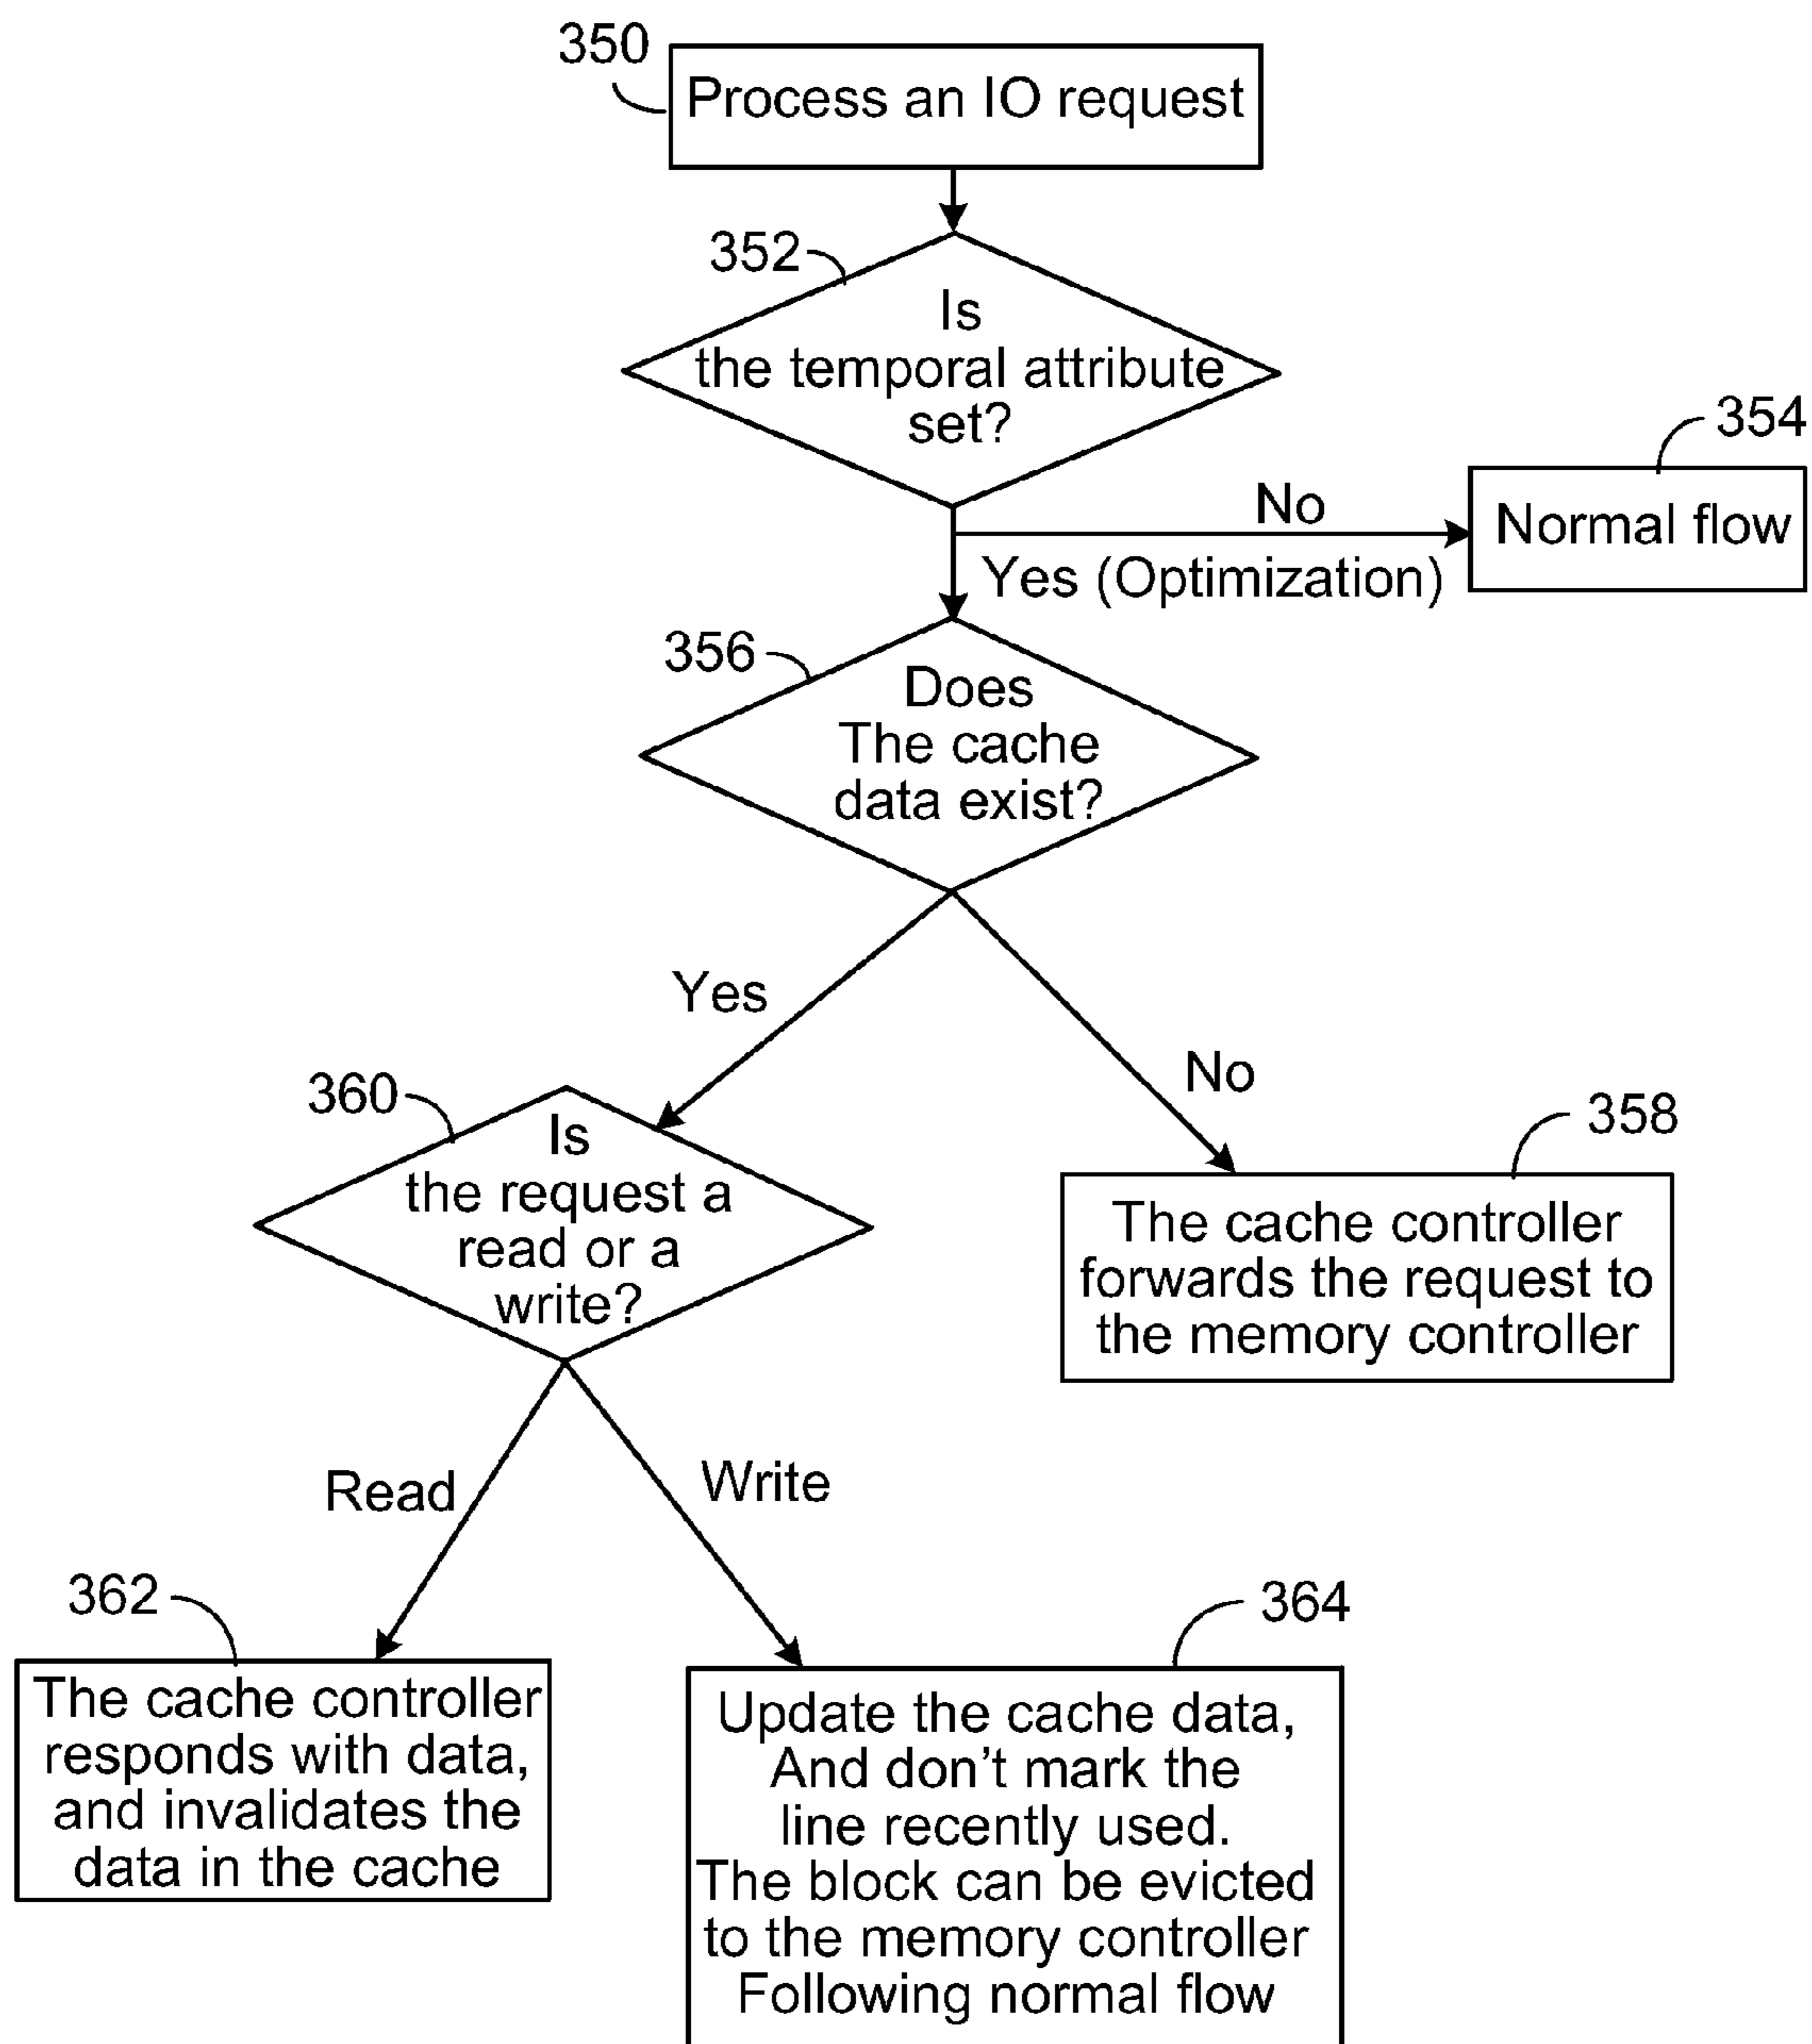 350
Process an IO request
352
Is
the temporal attribute
set?
354
No
Normal flow
Yes (Optimization)
356
Does
The cache
data exist?
Yes
No
360
Is
the request a
read or a
write?
358
The cache controller
forwards the request to
the memory controller
Read
Write
362
The cache controller
responds with data,
and invalidates the
data in the cache
364
Update the cache data,
And don't mark the
line recently used.
The block can be evicted
to the memory controller
Following normal flow